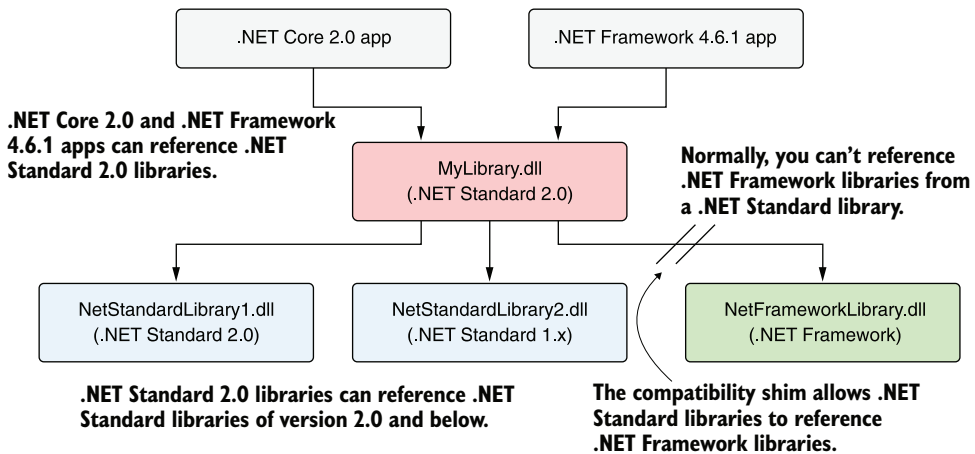 .NET Core 2.0 app
.NET Framework 4.6.1 app
.NET Core 2.0 and .NET Framework
4.6.1 apps can reference .NET
Standard 2.0 libraries.
MyLibrary.dll
(.NET Standard 2.0)
Normally, you can't reference
.NET Framework libraries from
a .NET Standard library.
NetStandardLibrary1.dll
(.NET Standard 2.0)
NetStandardLibrary2.dll
(.NET Standard 1.x)
NetFrameworkLibrary.dll
(.NET Framework)
.NET Standard 2.0 libraries can reference .NET
Standard libraries of version 2.0 and below.
The compatibility shim allows .NET
Standard libraries to reference
.NET Framework libraries.